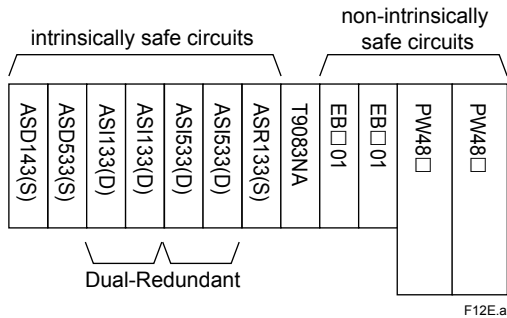 non-intrinsically
safe circuits
intrinsically safe circuits
ASD143(S)
ASD533(S)
ASI133(D)
ASI133(D)
ASI533(D)
ASI533(D)
ASR133(S)
T9083NA
EB□01
EB□01
PW48□
PW48□
Dual-Redundant
F12E.ai